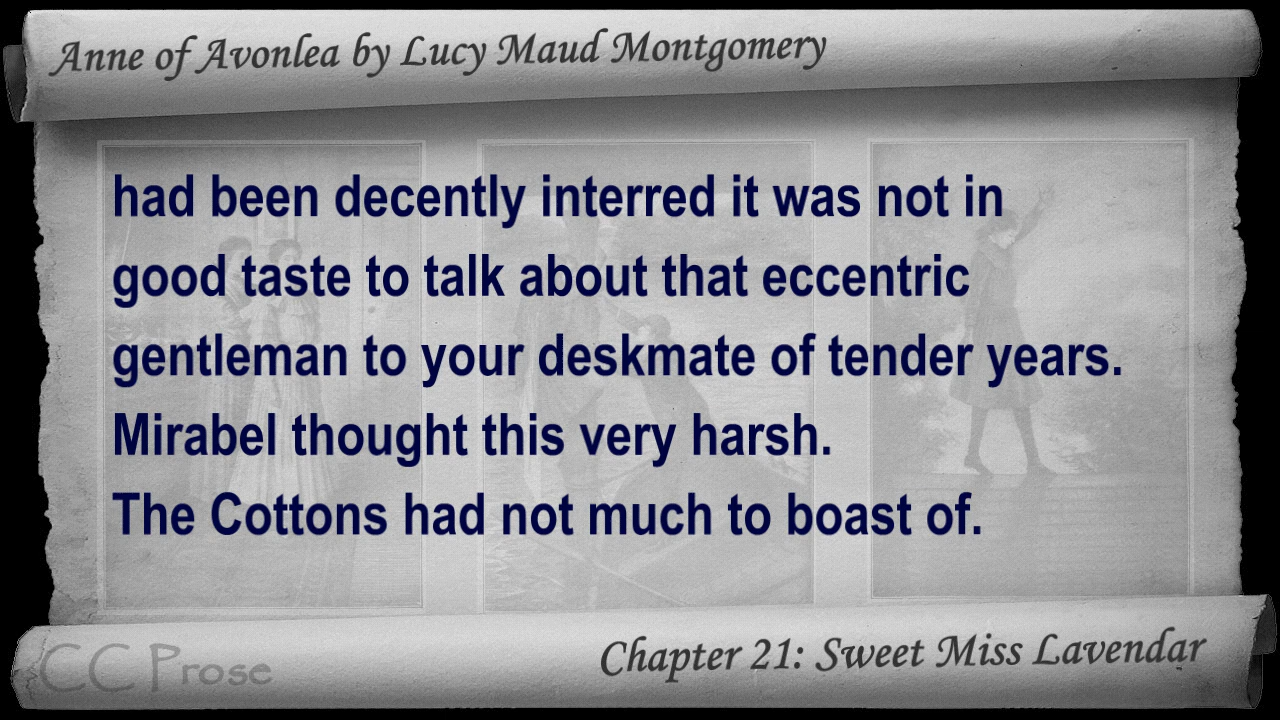 Anne of Avonlea by Lucy Maud Montgomery
had been decently interred it was not in
good taste to talk about that eccentric
gentleman to your deskmate of tender years.
Mirabel thought this very harsh.
The Cottons had not much to boast of.
CC Prose
Chapter 21: Sweet Miss Lavendar